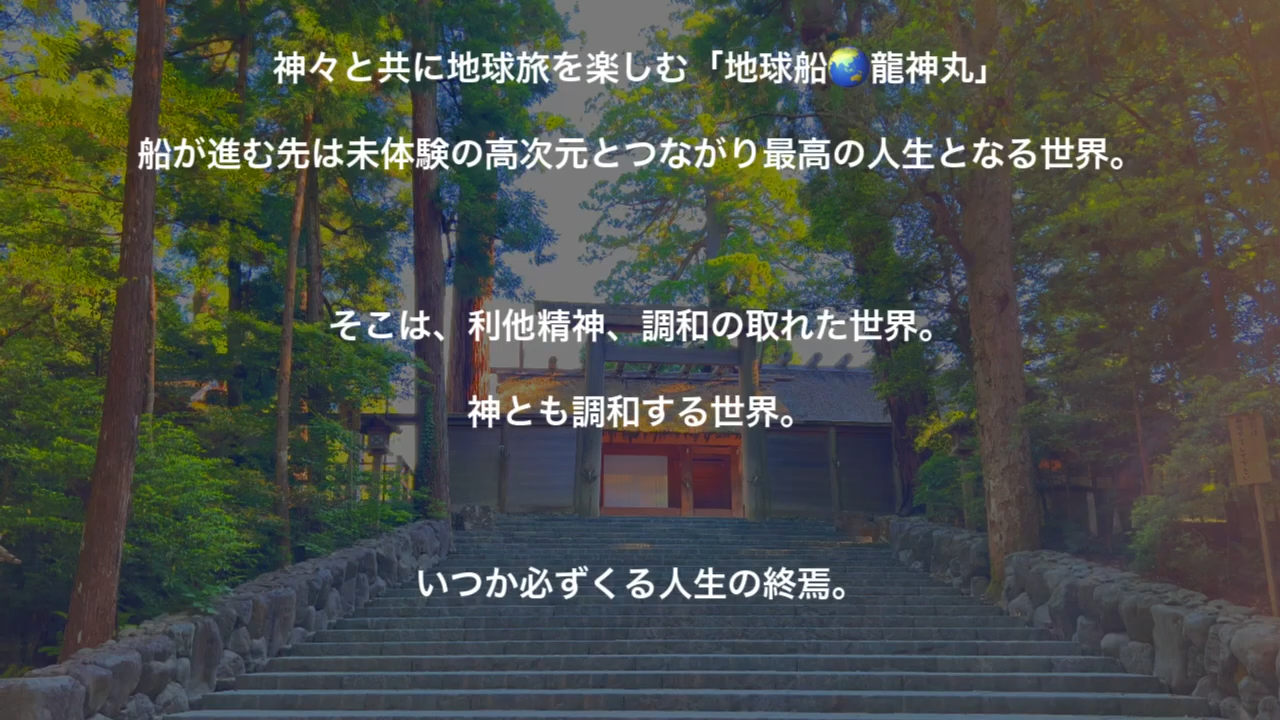 神々と共に地球旅を楽しむ「地球船🌏龍神丸」
船が進む先は未体験の高次元とつながり最高の人生となる世界。
そこは、利他精神、調和の取れた世界。
神とも調和する世界。
いつか必ずくる人生の終焉。